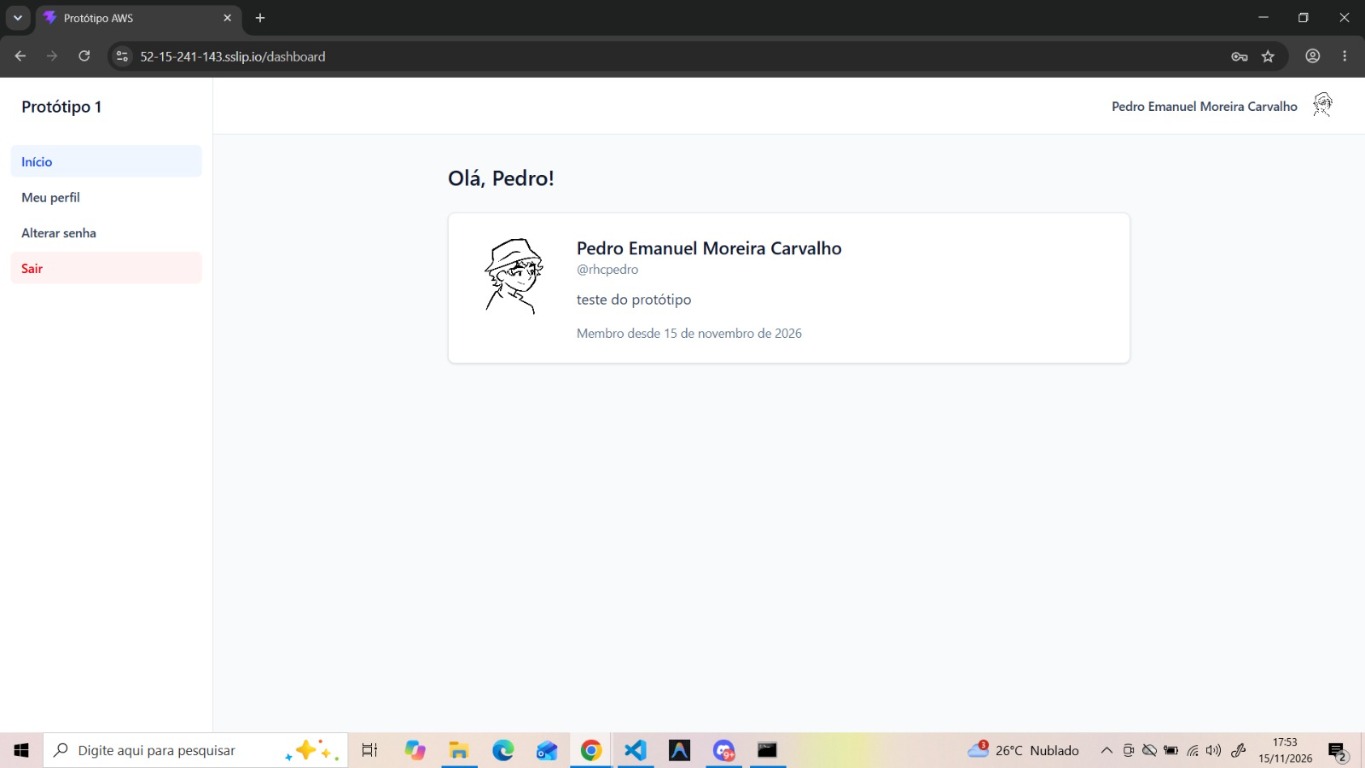 Protótipo AWS
52-15-241-143.sslip.io/dashboard
Protótipo 1
Pedro Emanuel Moreira Carvalho
Início
Meu perfil
Alterar senha
Sair
Olá, Pedro!
Pedro Emanuel Moreira Carvalho
@rhcpedro
teste do protótipo
Membro desde 15 de novembro de 2026
Digite aqui para pesquisar
1
26°C Nublado
17:53
15/11/2026
2